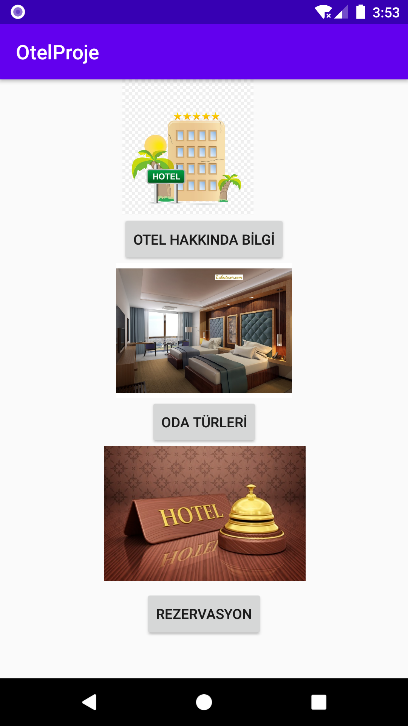 3:53
OtelProje
HOTEL
OTEL HAKKINDA BİLGİ
ODA TÜRLERİ
HOTEL
REZERVASYON